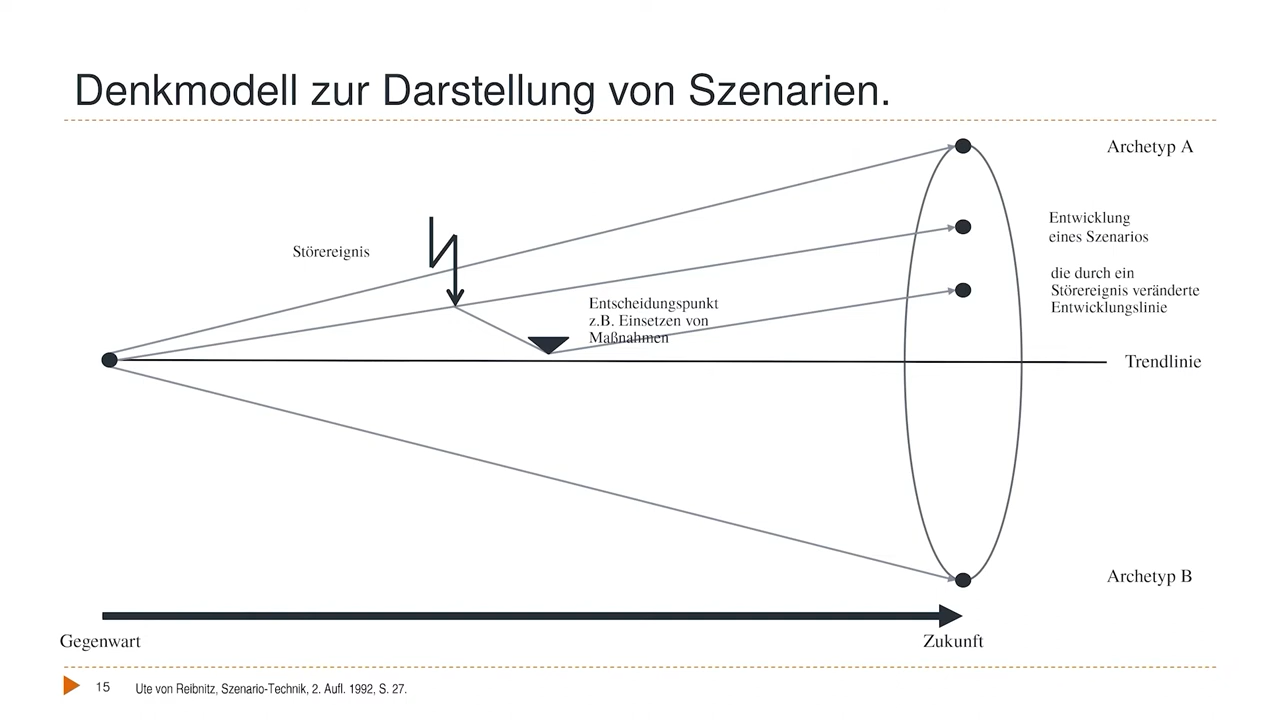 Denkmodell zur Darstellung von Szenarien.
Archetyp A
Entwicklung
eines Szenarios
Störereignis
die durch ein
Störereignis veränderte
Entwicklungslinie
Entscheidungspunkt
z.B. Einsetzen von
Maßnahmen
Trendlinie
Archetyp B
Gegenwart
Zukunft
15
Ute von Reibnitz, Szenario-Technik, 2. Aufl. 1992, S. 27.